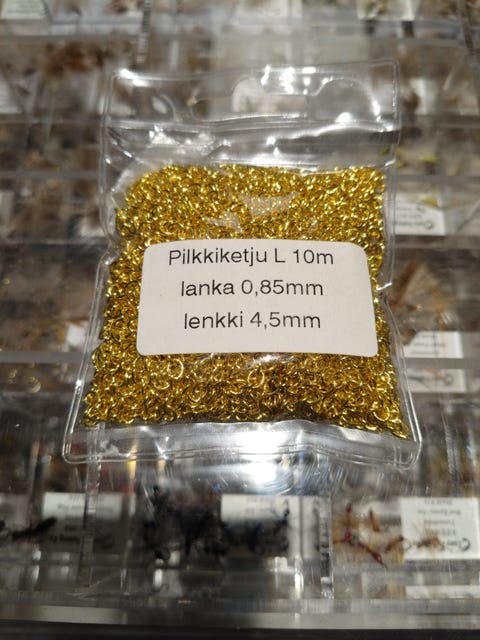 Pilkkiketju L 10m
lanka 0,85mm
lenkki 4,5mm